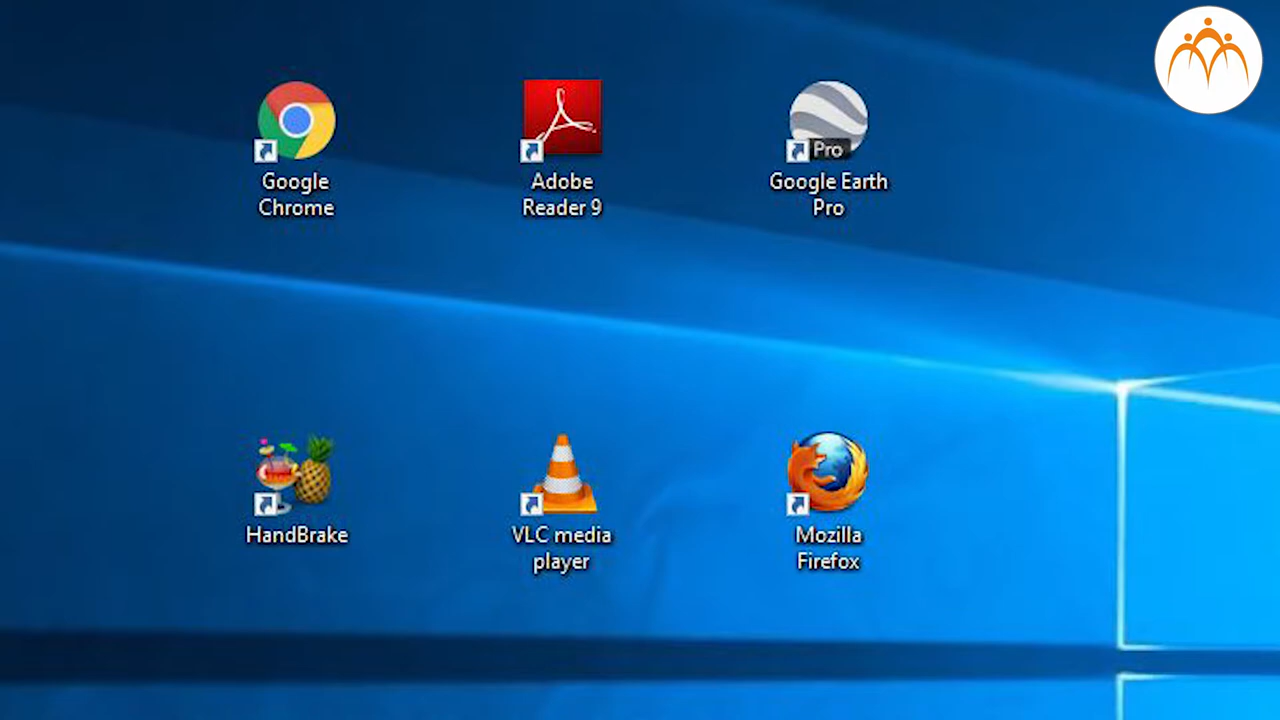 Google
Chrome
Adobe
Reader 9
Pro
Google Earth
Pro
HandBrake
VLC media
player
Mozilla
Firefox